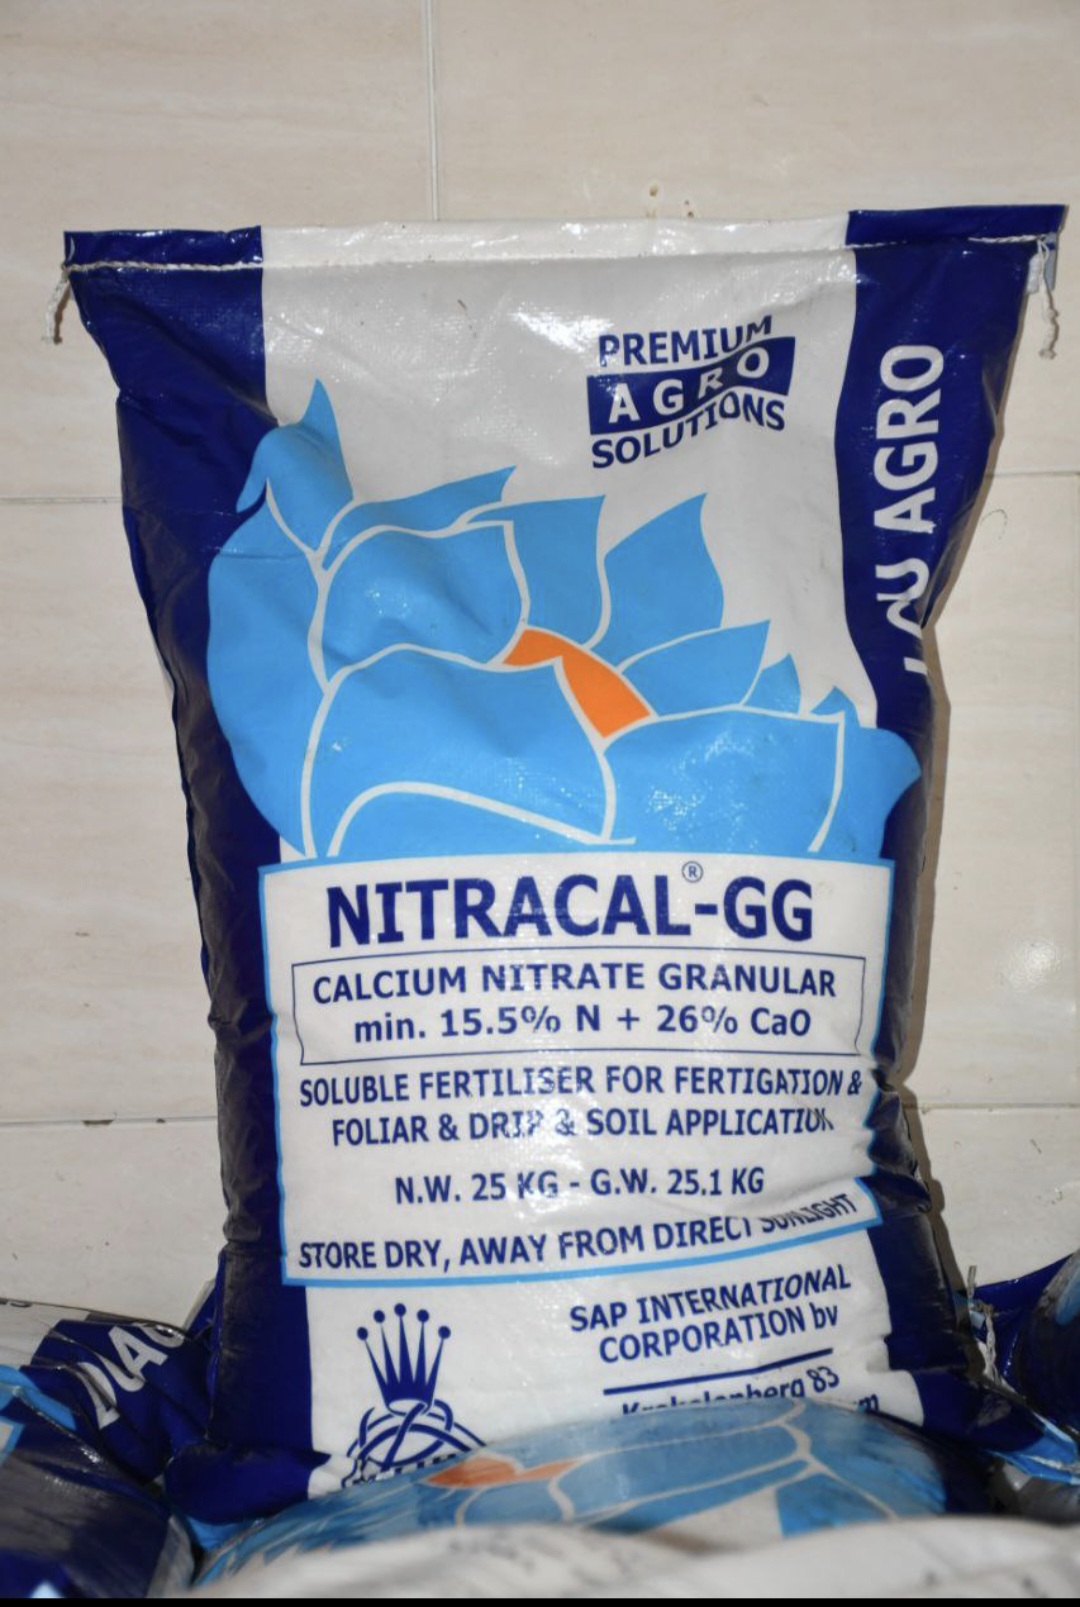 PREMIUM
AGRO
SOLUTIONS
AGRO
NITRACAL®-GG
CALCIUM NITRATE GRANULAR
min. 15.5% N + 26% CaO
SOLUBLE FERTILISER FOR FERTIGATION &
FOLIAR & DRIP & SOIL APPLICATION
N.W. 25 KG - G.W. 25.1 KG
STORE DRY, AWAY FROM DIRECT SUNLIGHT
SAP INTERNATIONAL
CORPORATION bv
83